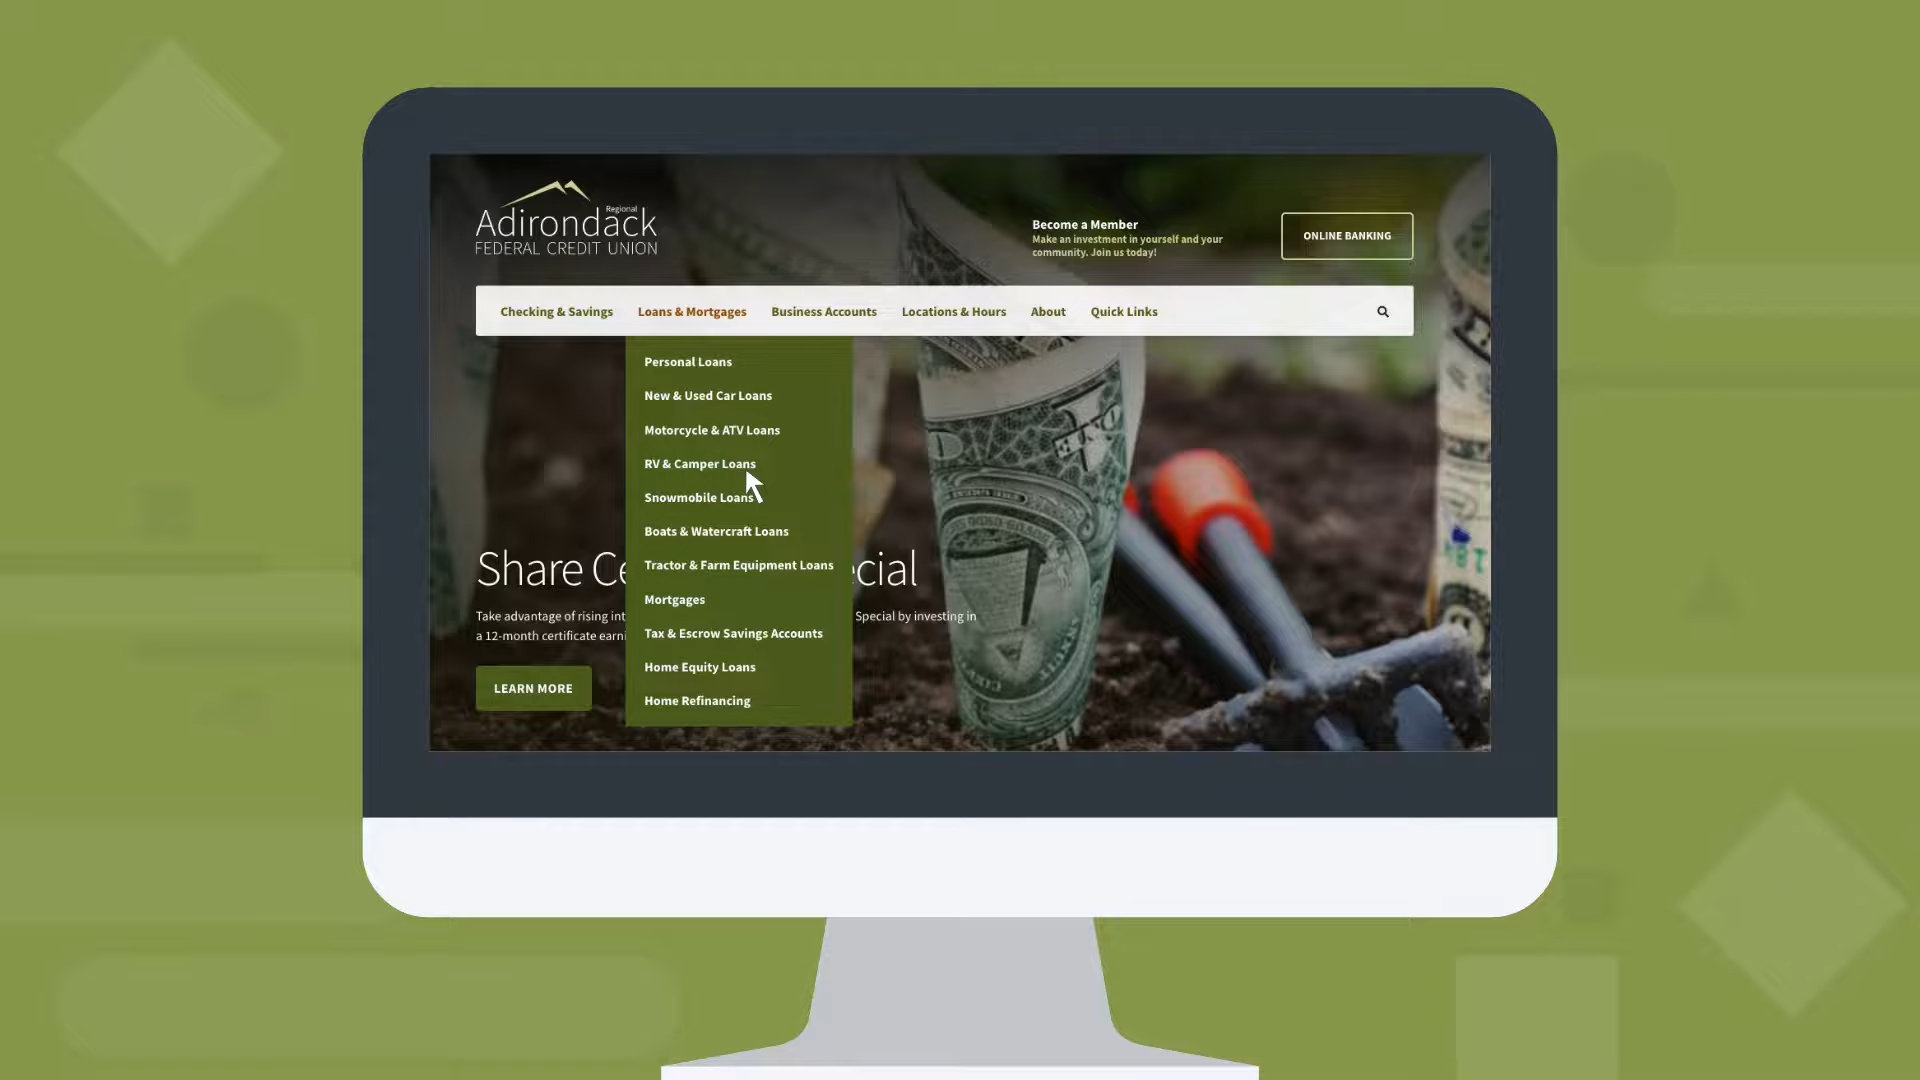 Regional
Adirondack
FEDERAL CREDIT UNION
Become a Member
Make an investment in yourself and your
community. Join us today!
ONLINE BANKING
Checking & Savings Loans & Mortgages Business Accounts Locations & Hours About Quick Links
Personal Loans
New & Used Car Loans
Motorcycle & ATV Loans
RV & Camper Loans
Snowmobile Loans
Boats & Watercraft Loans
Tractor & Farm Equipment Loans
Mortgages
Tax & Escrow Savings Accounts
Home Equity Loans
Home Refinancing
Share
Take advantage of rising Special by investing in
a 12-month certificate
LEARN MORE